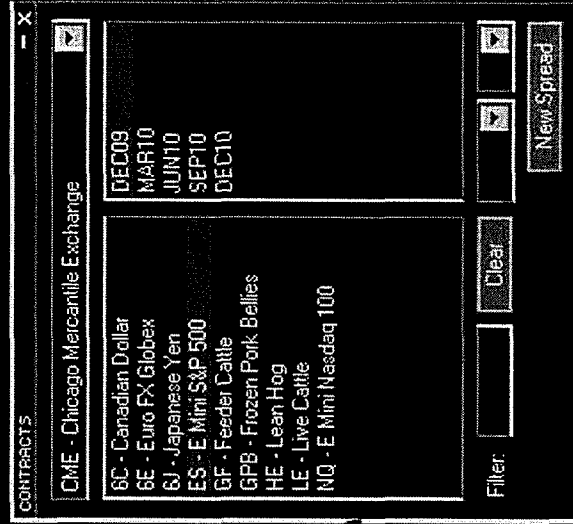 CONTRACTS
CME - Chicago Mercantile Exchange
6C - Canadian Dollar
6E - Euro FX Globex
6J - Japanese Yen
ES - E Mini S&P 500
GF - Feeder Cattle
GPB - Frozen Pork Bellies
HE - Lean Hog
LE - Live Cattle
NQ - E Mini Nasdaq 100
DEC09
MAR10
JUN10
SEP10
DEC10
Filter:
Clear
New Spread